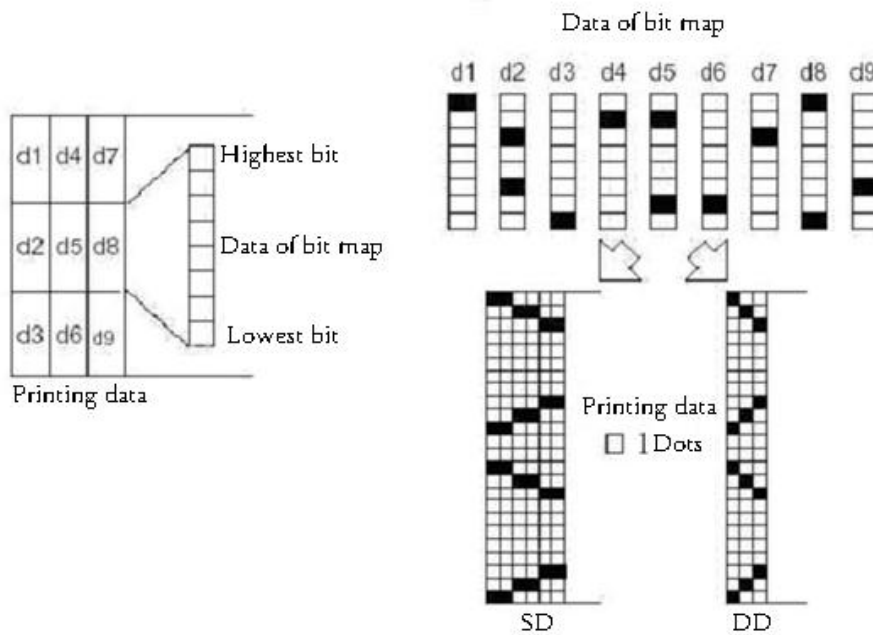 Data of bit map
d1 d2 d3 d4 d5 d6 d7 d8 d9
d1 d4 d7
d2 d5 d8
d3 d6 d9
Highest bit
Data of bit map
Lowest bit
Printing data
Printing data
1 Dots
SD
DD